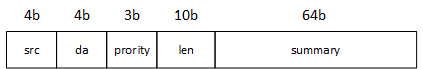 4b 4b 3b 10b 64b
src da prority len summary